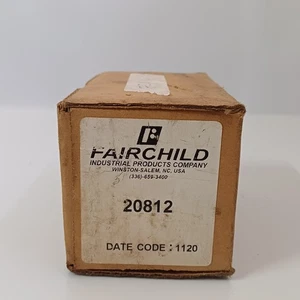 FAIRCHILD
INDUSTRIAL PRODUCTS COMPANY
WINSTON-SALEM, NC, USA
(336)-659-3400
20812
DATE CODE : 1120